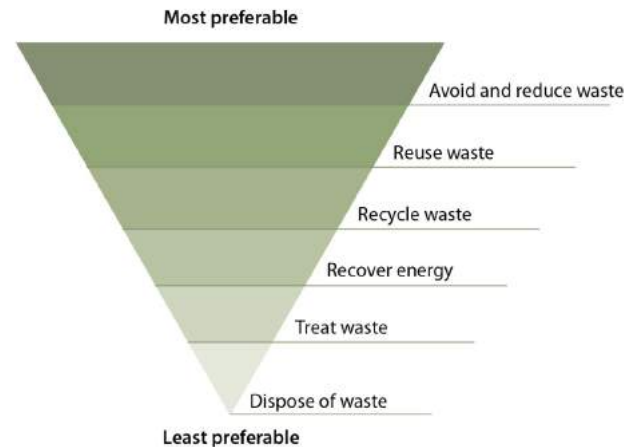 Most preferable
Avoid and reduce waste
Reuse waste
Recycle waste
Recover energy
Treat waste
Dispose of waste
Least preferable